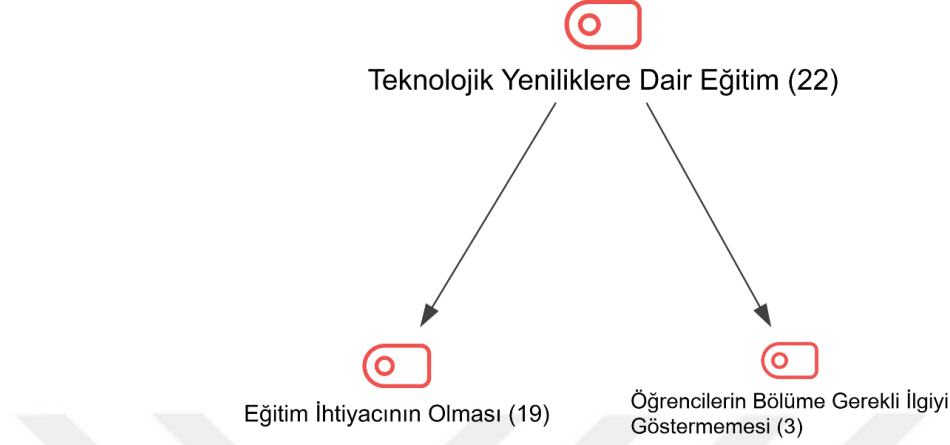 Teknolojik Yeniliklere Dair Eğitim (22)
Eğitim İhtiyacının Olması (19)
Öğrencilerin Bölüme Gerekli İlgiyi
Göstermemesi (3)